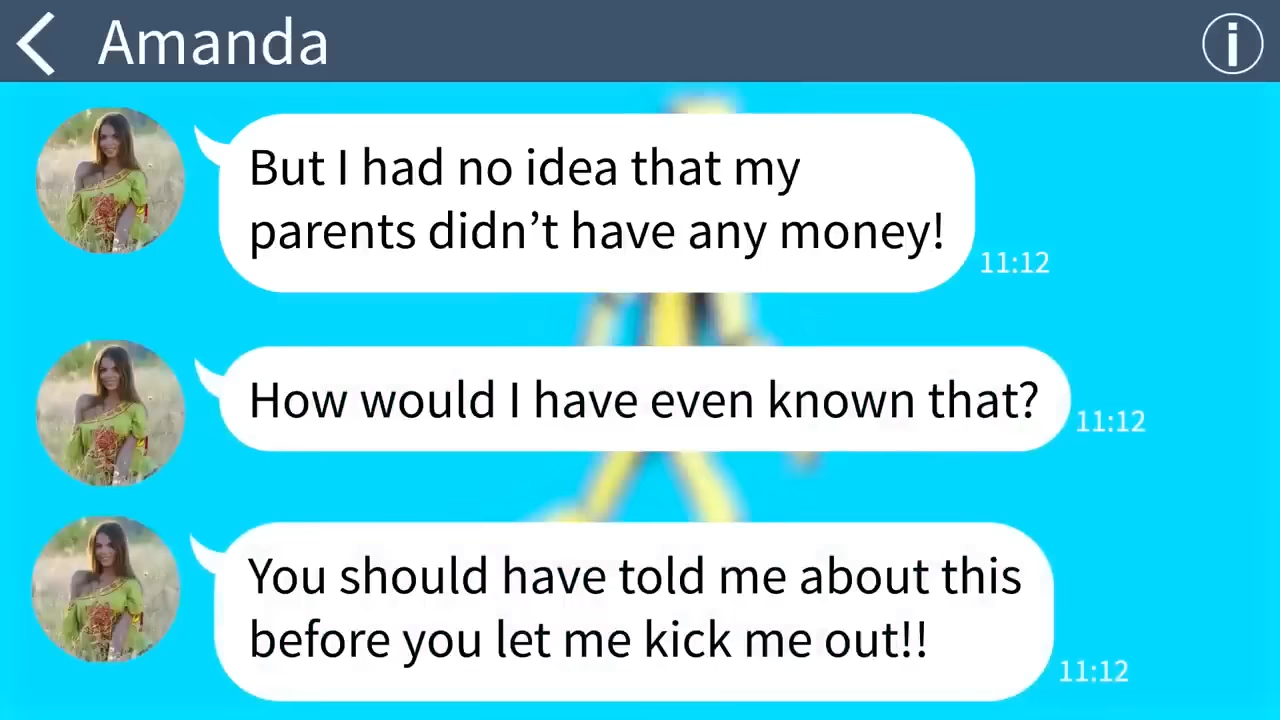 Amanda
i
But I had no idea that my
parents didn’t have any money!
11:12
How would I have even known that?
11:12
You should have told me about this
before you let me kick me out!!
11:12